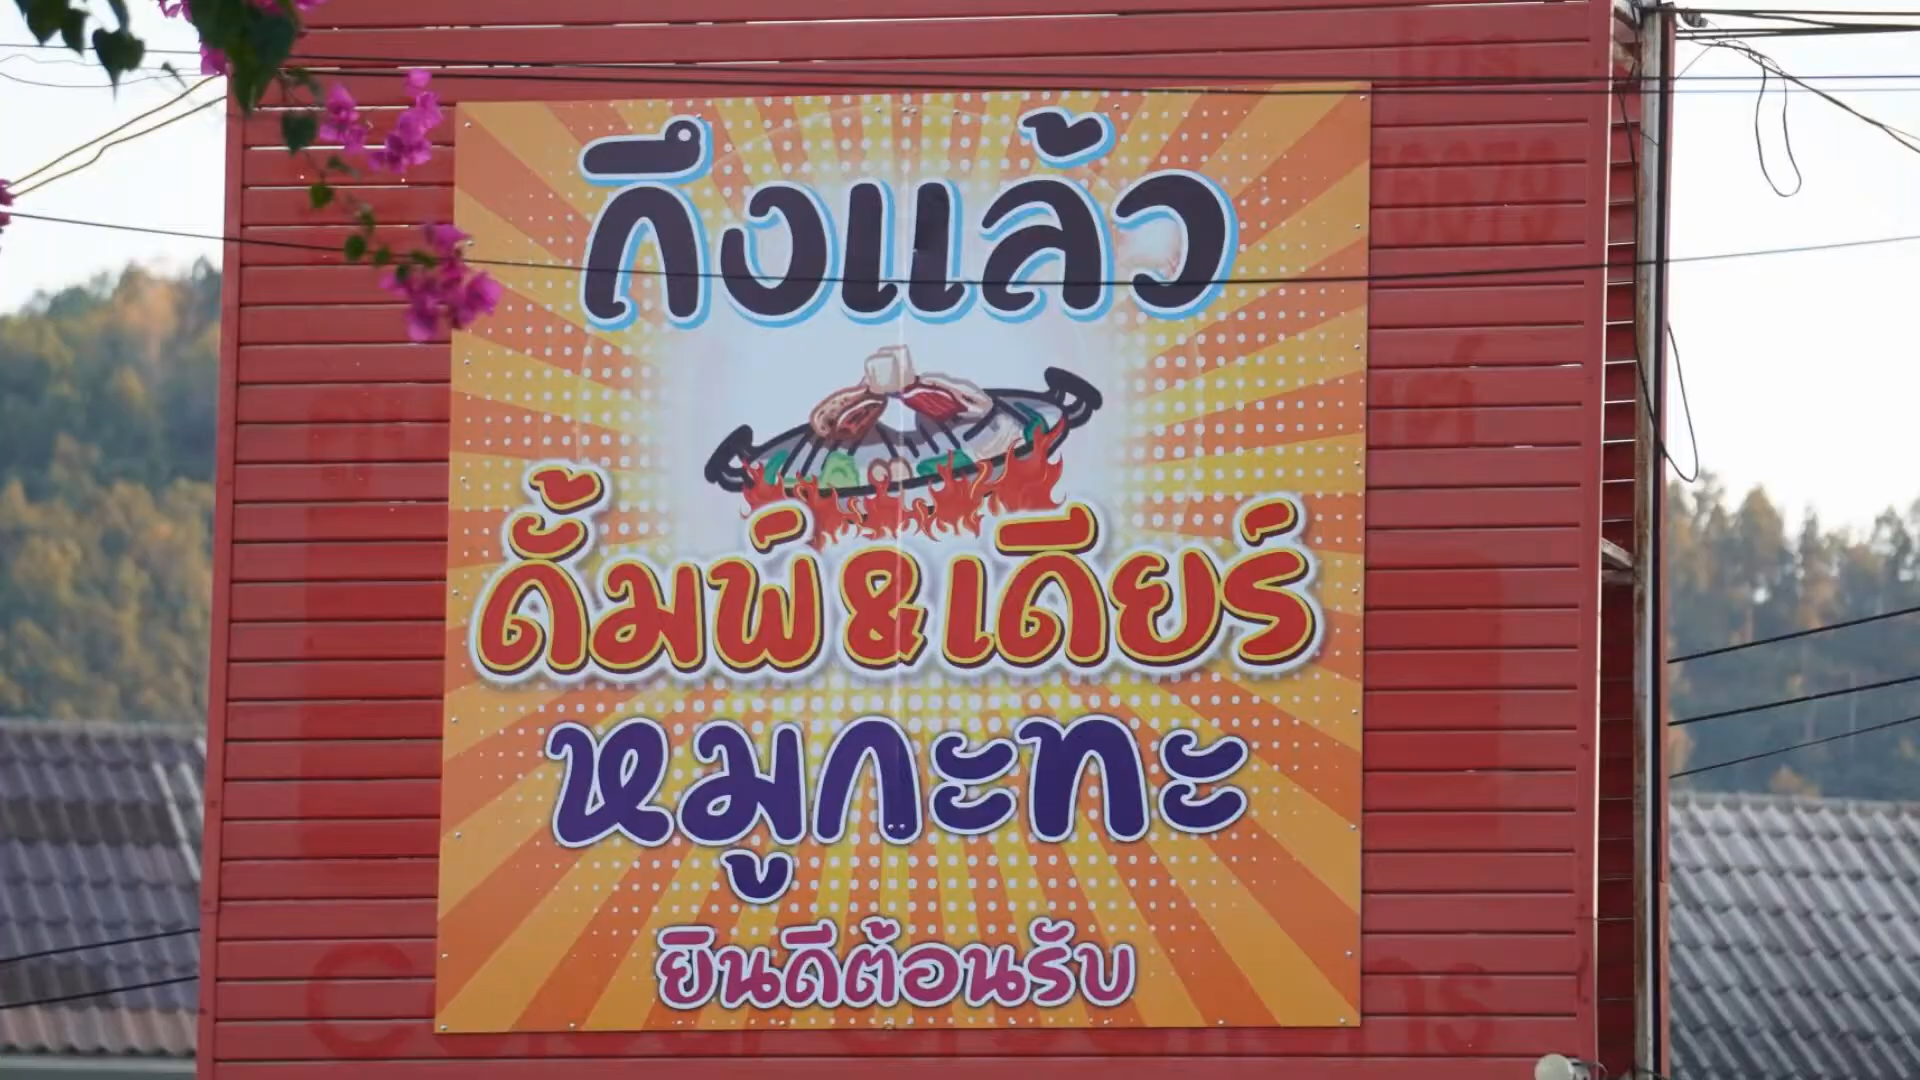 กึงแล้ว
ดั้มพ์&เดียร์
หมูกะทะ
ยินดีต้อนรับ